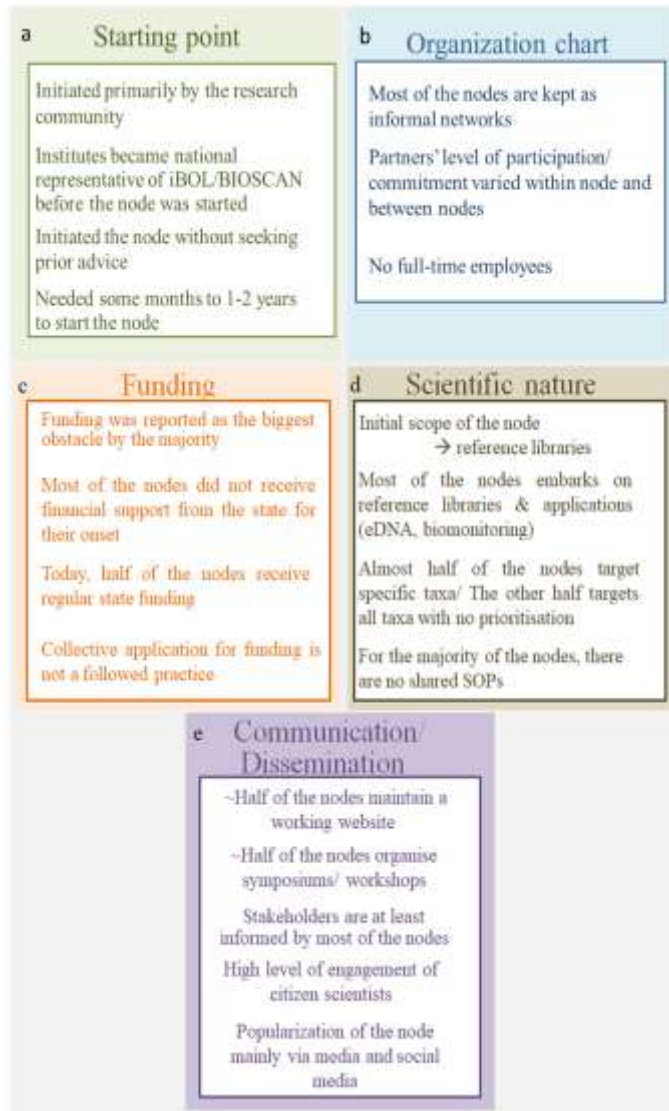 a
Starting point
Initiated primarily by the research
community
Institutes became national
representative of iBOL/BIOSCAN
before the node was started
Initiated the node without seeking
prior advice
Needed some months to 1-2 years
to start the node
b
Organization chart
Most of the nodes are kept as
informal networks
Partners' level of participation/
commitment varied within node and
between nodes
No full-time employees
c
Funding
Funding was reported as the biggest
obstacle by the majority
Most of the nodes did not receive
financial support from the state for
their onset
Today, half of the nodes receive
regular state funding
Collective application for funding is
not a followed practice
d
Scientific nature
Initial scope of the node
→ reference libraries
Most of the nodes embarks on
reference libraries & applications
(eDNA, biomonitoring)
Almost half of the nodes target
specific taxa/ The other half targets
all taxa with no prioritisation
For the majority of the nodes, there
are no shared SOPs
e
Communication/
Dissemination
~Half of the nodes maintain a
working website
~Half of the nodes organise
symposiums/ workshops
Stakeholders are at least
informed by most of the nodes
High level of engagement of
citizen scientists
Popularization of the node
mainly via media and social
media